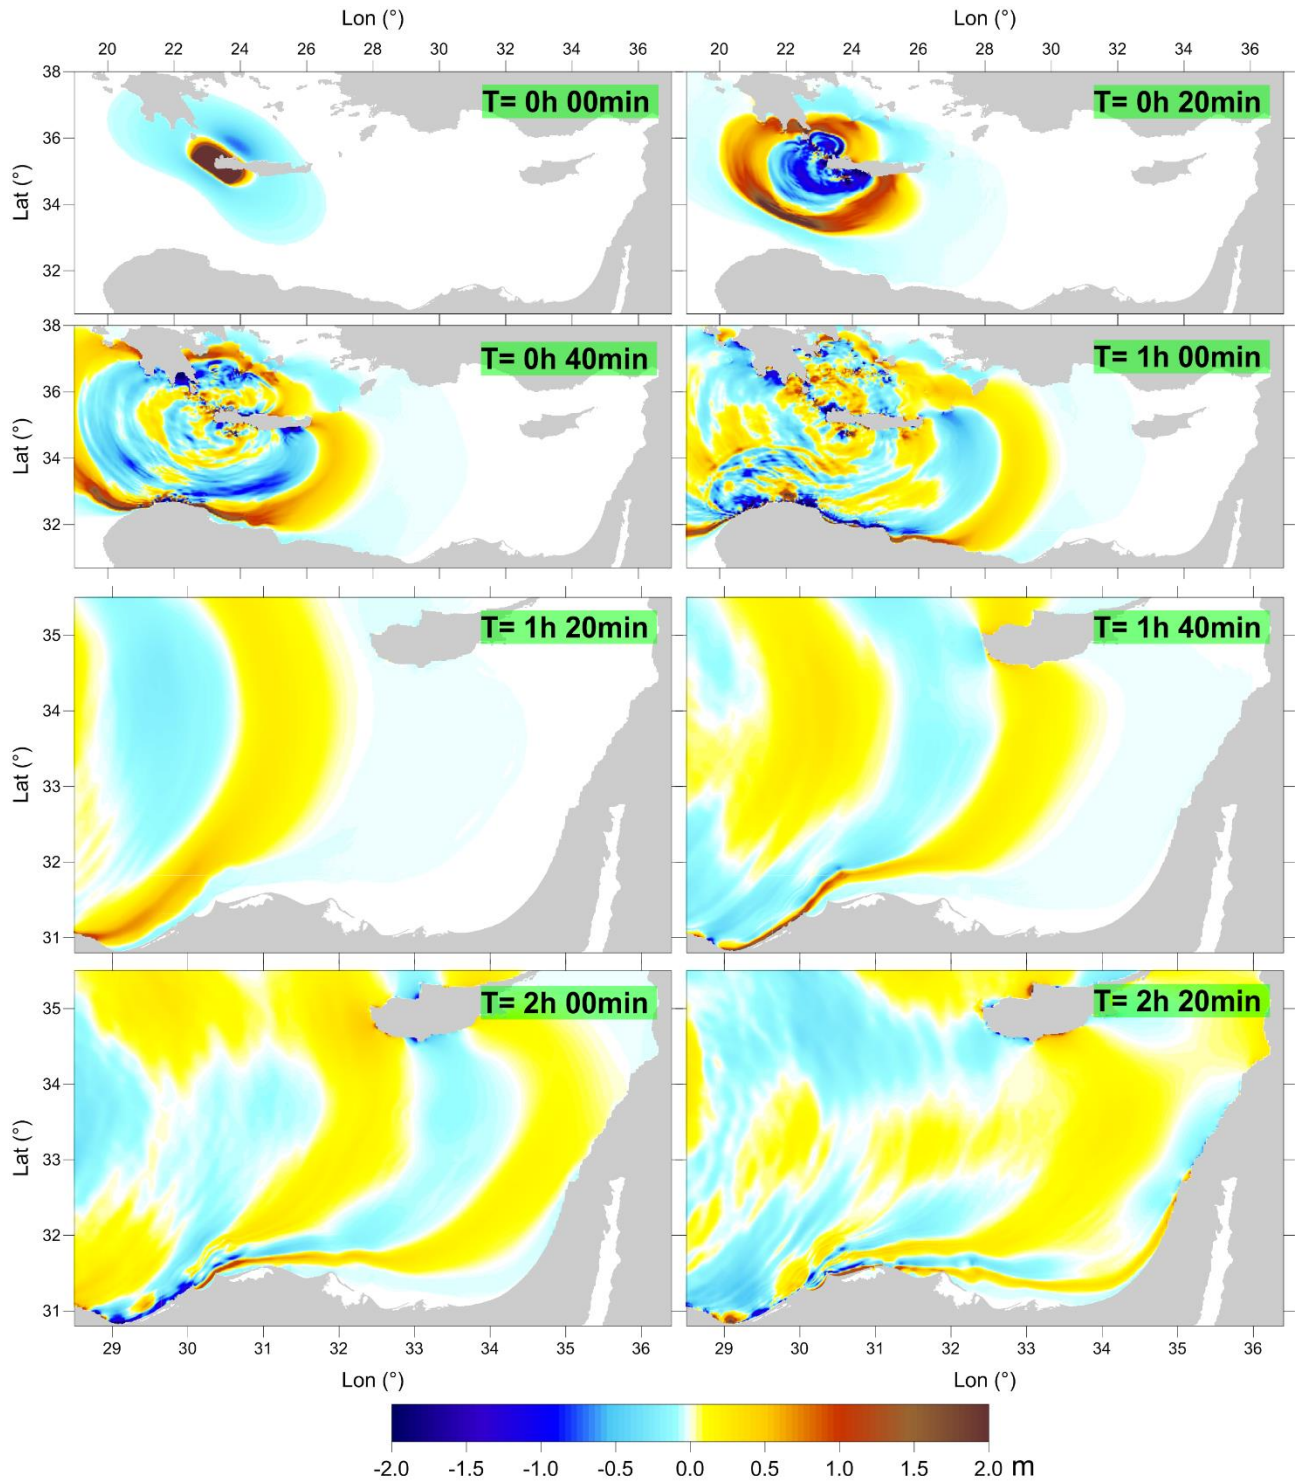 Lon (°)
20 22 24 26 28 30 32 34 36 20 22 24 26 28 30 32 34 36
38
36
34
32
Lat (°)
T= 0h 00min
T= 0h 20min
38
36
34
32
T= 0h 40min
T= 1h 00min
35
34
33
32
31
Lat (°)
T= 1h 20min
T= 1h 40min
35
34
33
32
31
Lat (°)
T= 2h 00min
T= 2h 20min
29 30 31 32 33 34 35 36 29 30 31 32 33 34 35 36
Lon (°) Lon (°)
-2.0 -1.5 -1.0 -0.5 0.0 0.5 1.0 1.5 2.0 m